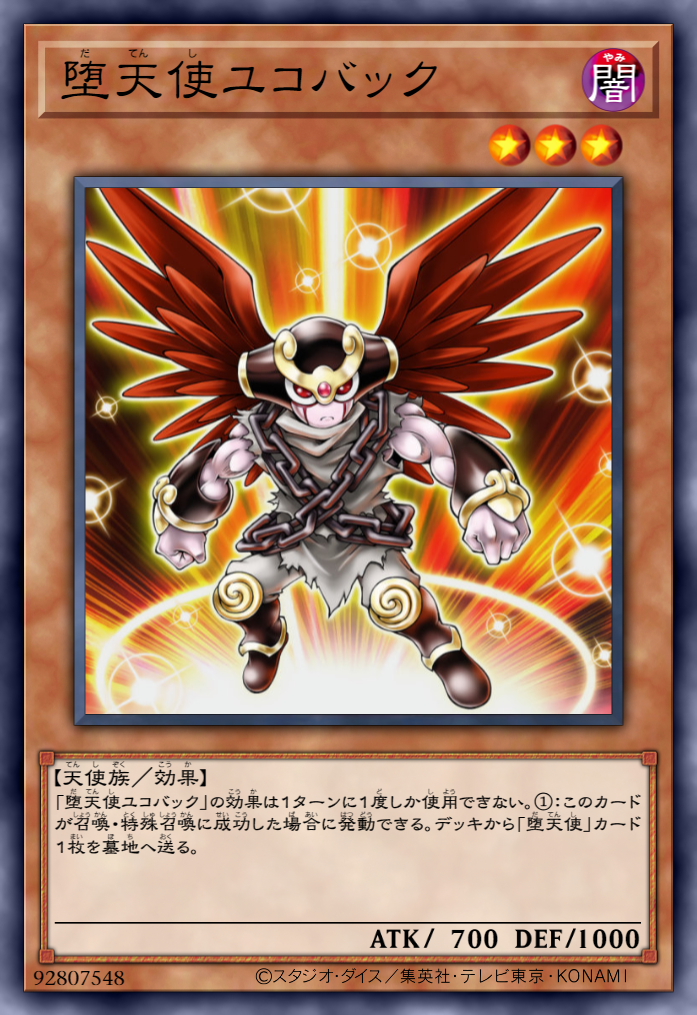 堕天使ユコバック
闇
【天使族／効果】
「堕天使ユコバック」の効果は1ターンに1度しか使用できない。①：このカード
が召喚・特殊召喚に成功した場合に発動できる。デッキから「堕天使」カード
1枚を墓地へ送る。
ATK/ 700 DEF/1000
92807548 ©スタジオ・ダイス／集英社・テレビ東京・KONAMI